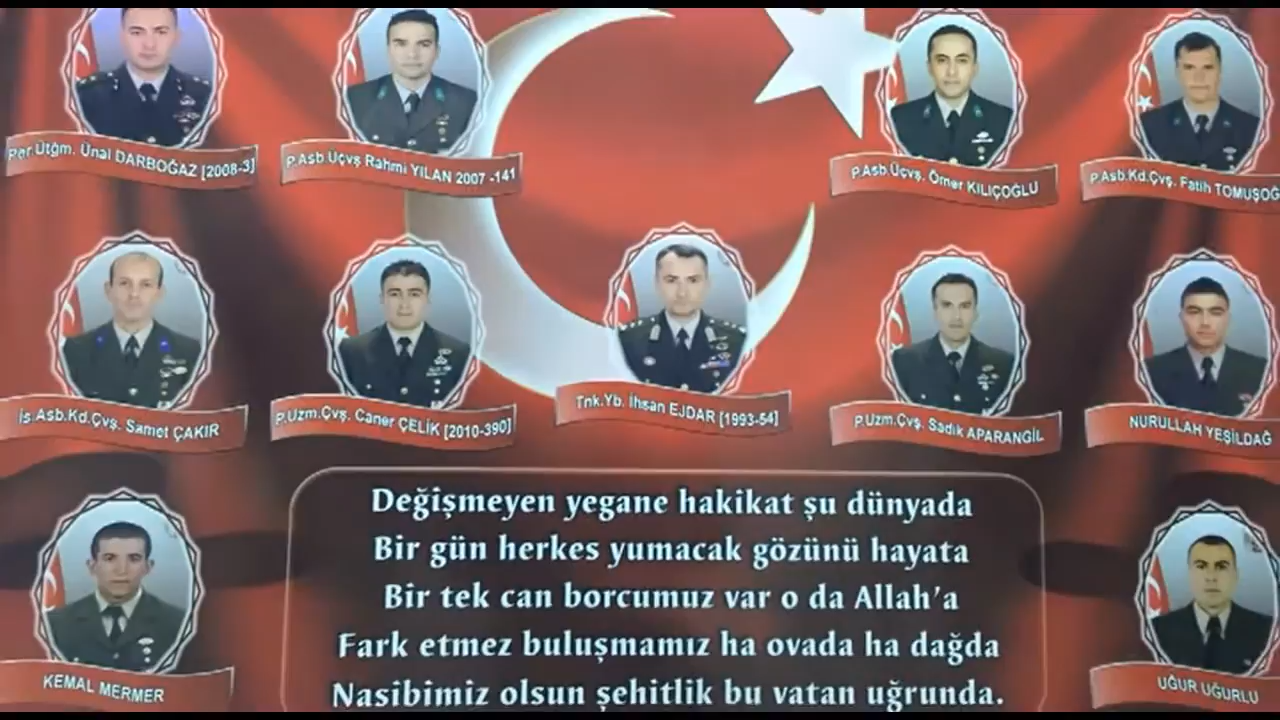 Per.Ütğm. Ünal DARBOĞAZ [2008-3]
P.Asb.Üçvş Rahmi YILAN 2007 -141
P.Asb.Üçvş. Ömer KILIÇOĞLU
P.Asb.Kd.Çvş. Fatih TOMUŞOĞ
İs.Asb.Kd.Çvş. Samet ÇAKIR
P.Uzm.Çvş. Caner ÇELİK [2010-390]
Tnk.Yb. İhsan EJDAR [1993-54]
P.Uzm.Çvş. Sadık APARANGİL
NURULLAH YEŞİLDAĞ
Değişmeyen yegane hakikat şu dünyada
Bir gün herkes yumacak gözünü hayata
Bir tek can borcumuz var o da Allah'a
Fark etmez buluşmamız ha ovada ha dağda
Nasibimiz olsun şehitlik bu vatan uğrunda.
KEMAL MERMER
UĞUR UĞURLU